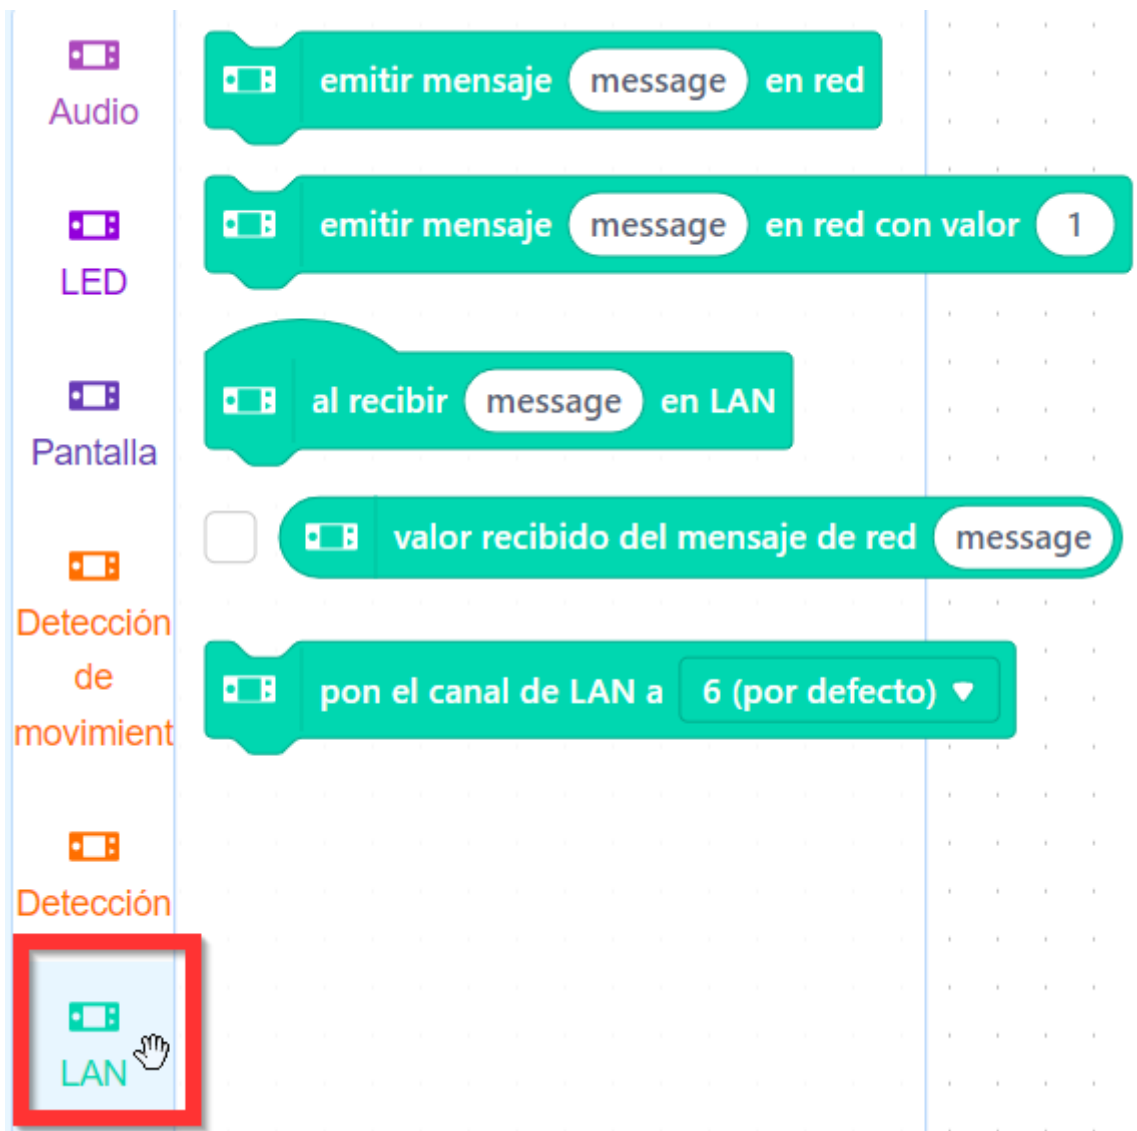 Audio
LED
Pantalla
Detección
de
movimient
Detección
LAN
emitir mensaje message en red
emitir mensaje message en red con valor 1
al recibir message en LAN
valor recibido del mensaje de red message
pon el canal de LAN a 6 (por defecto)